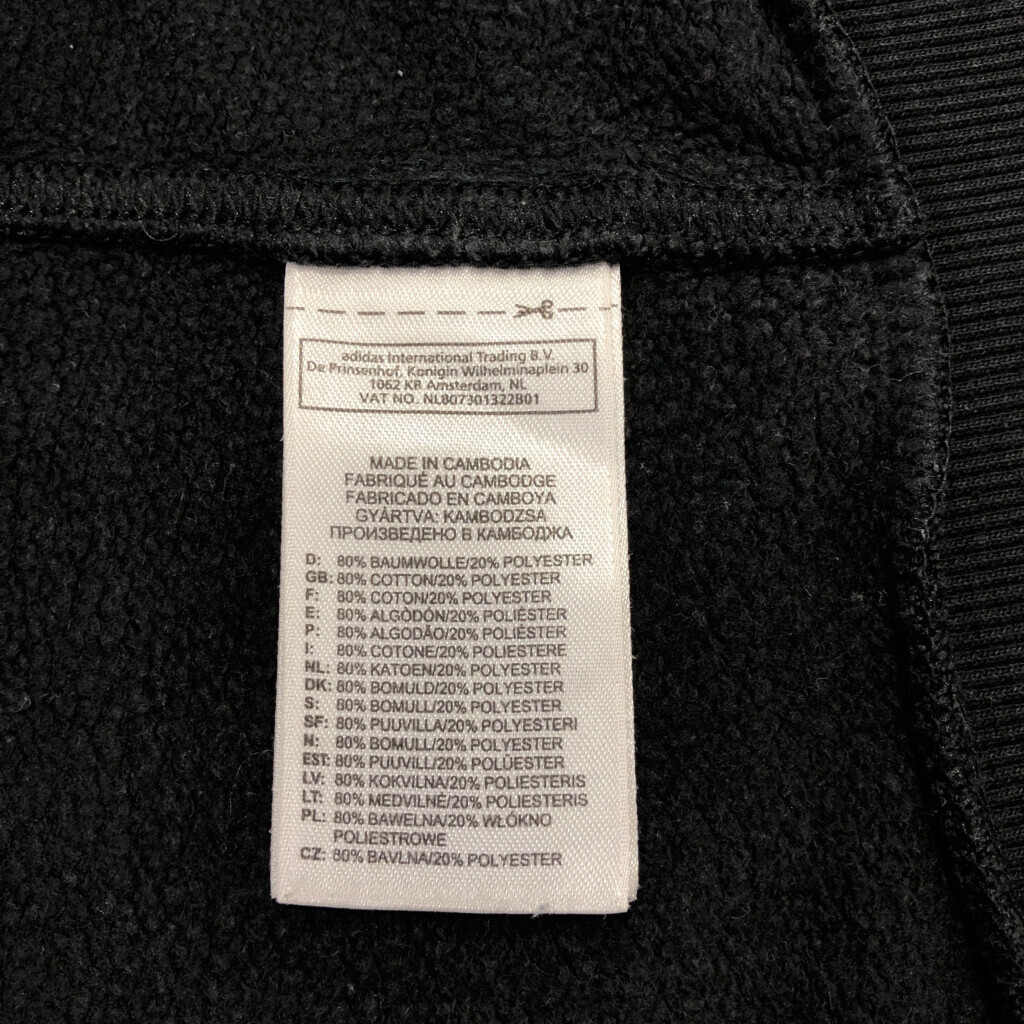 adidas International Trading B.V.
De Prinsenhof, Konigin Wilhelminaplein 30
1062 KR Amsterdam, NL
VAT NO. NL807301322B01
MADE IN CAMBODIA
FABRIQUÉ AU CAMBODGE
FABRICADO EN CAMBOYA
GYÁRTVA: KAMBODZSA
ПРОИЗВЕДЕНО В КАМБОДЖА
D: 80% BAUMWOLLE/20% POLYESTER
GB: 80% COTTON/20% POLYESTER
F: 80% COTON/20% POLYESTER
E: 80% ALGODÓN/20% POLIÉSTER
P: 80% ALGODÃO/20% POLIÉSTER
I: 80% COTONE/20% POLIESTERE
NL: 80% KATOEN/20% POLYESTER
DK: 80% BOMULD/20% POLYESTER
S: 80% BOMULL/20% POLYESTER
SF: 80% PUUVILLA/20% POLYESTERI
N: 80% BOMULL/20% POLYESTER
EST: 80% PUUVILL/20% POLÜESTER
LV: 80% KOKVILNA/20% POLIESTERIS
LT: 80% MEDVILNĖ/20% POLIESTERIS
PL: 80% BAWEŁNA/20% WŁÓKNO
POLIESTROWE
CZ: 80% BAVLNA/20% POLYESTER